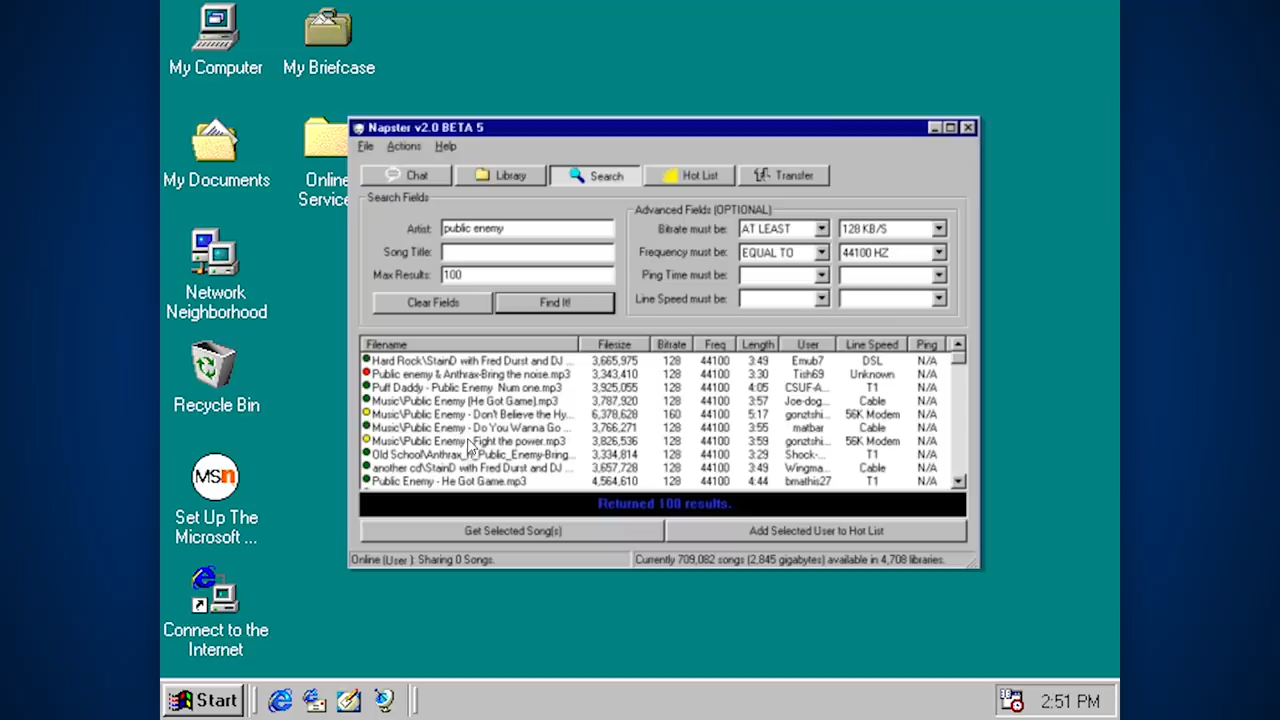 My Computer
My Briefcase
My Documents
Online
Service
Network
Neighborhood
Recycle Bin
msn
Set Up The
Microsoft ...
Connect to the
Internet
Napster v2.0 BETA 5
File Actions Help
Chat Library Search Hot List Transfer
Search Fields
Artist: public enemy
Song Title:
Max Results: 100
Clear Fields Find It!
Advanced Fields (OPTIONAL)
Bitrate must be: AT LEAST 128 KB/S
Frequency must be: EQUAL TO 44100 HZ
Ping Time must be:
Line Speed must be:
Filename Filesize Bitrate Freq Length User Line Speed Ping
Hard Rock\StainD with Fred Durst and DJ ... 3,665,975 128 44100 3:49 Emub7 DSL N/A
Public enemy & Anthrax-Bring the noise.mp3 3,343,410 128 44100 3:30 Tish69 Unknown N/A
Puff Daddy - Public Enemy Num one.mp3 3,925,055 128 44100 4:05 CSUF-A... T1 N/A
Music\Public Enemy (He Got Game).mp3 3,787,920 128 44100 3:57 Joe-dog... Cable N/A
Music\Public Enemy - Don't Believe the Hy... 6,378,628 160 44100 5:17 gonztshi... 56K Modem N/A
Music\Public Enemy - Do You Wanna Go ... 3,766,271 128 44100 3:55 matbar Cable N/A
Music\Public Enemy - Fight the power.mp3 3,826,536 128 44100 3:59 gonztshi... 56K Modem N/A
Old School\Anthrax_ Public_Enemy-Bring... 3,334,814 128 44100 3:29 Shock-... T1 N/A
another cd\StainD with Fred Durst and DJ ... 3,657,728 128 44100 3:49 Wingma... Cable N/A
Public Enemy - He Got Game.mp3 4,564,610 128 44100 4:44 bmathis27 T1 N/A
Returned 100 results.
Get Selected Song(s) Add Selected User to Hot List
Online (User ): Sharing 0 Songs. Currently 709,082 songs (2,845 gigabytes) available in 4,708 libraries.
Start 2:51 PM